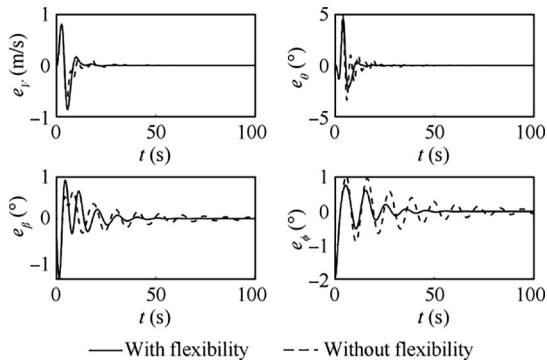 1
0
−1
e_V (m/s)
0
50
100
t (s)
5
0
−5
e_θ (°)
0
50
100
t (s)
1
0
−1
e_β (°)
0
50
100
t (s)
1
0
−1
−2
e_ϕ (°)
0
50
100
t (s)
With flexibility
Without flexibility